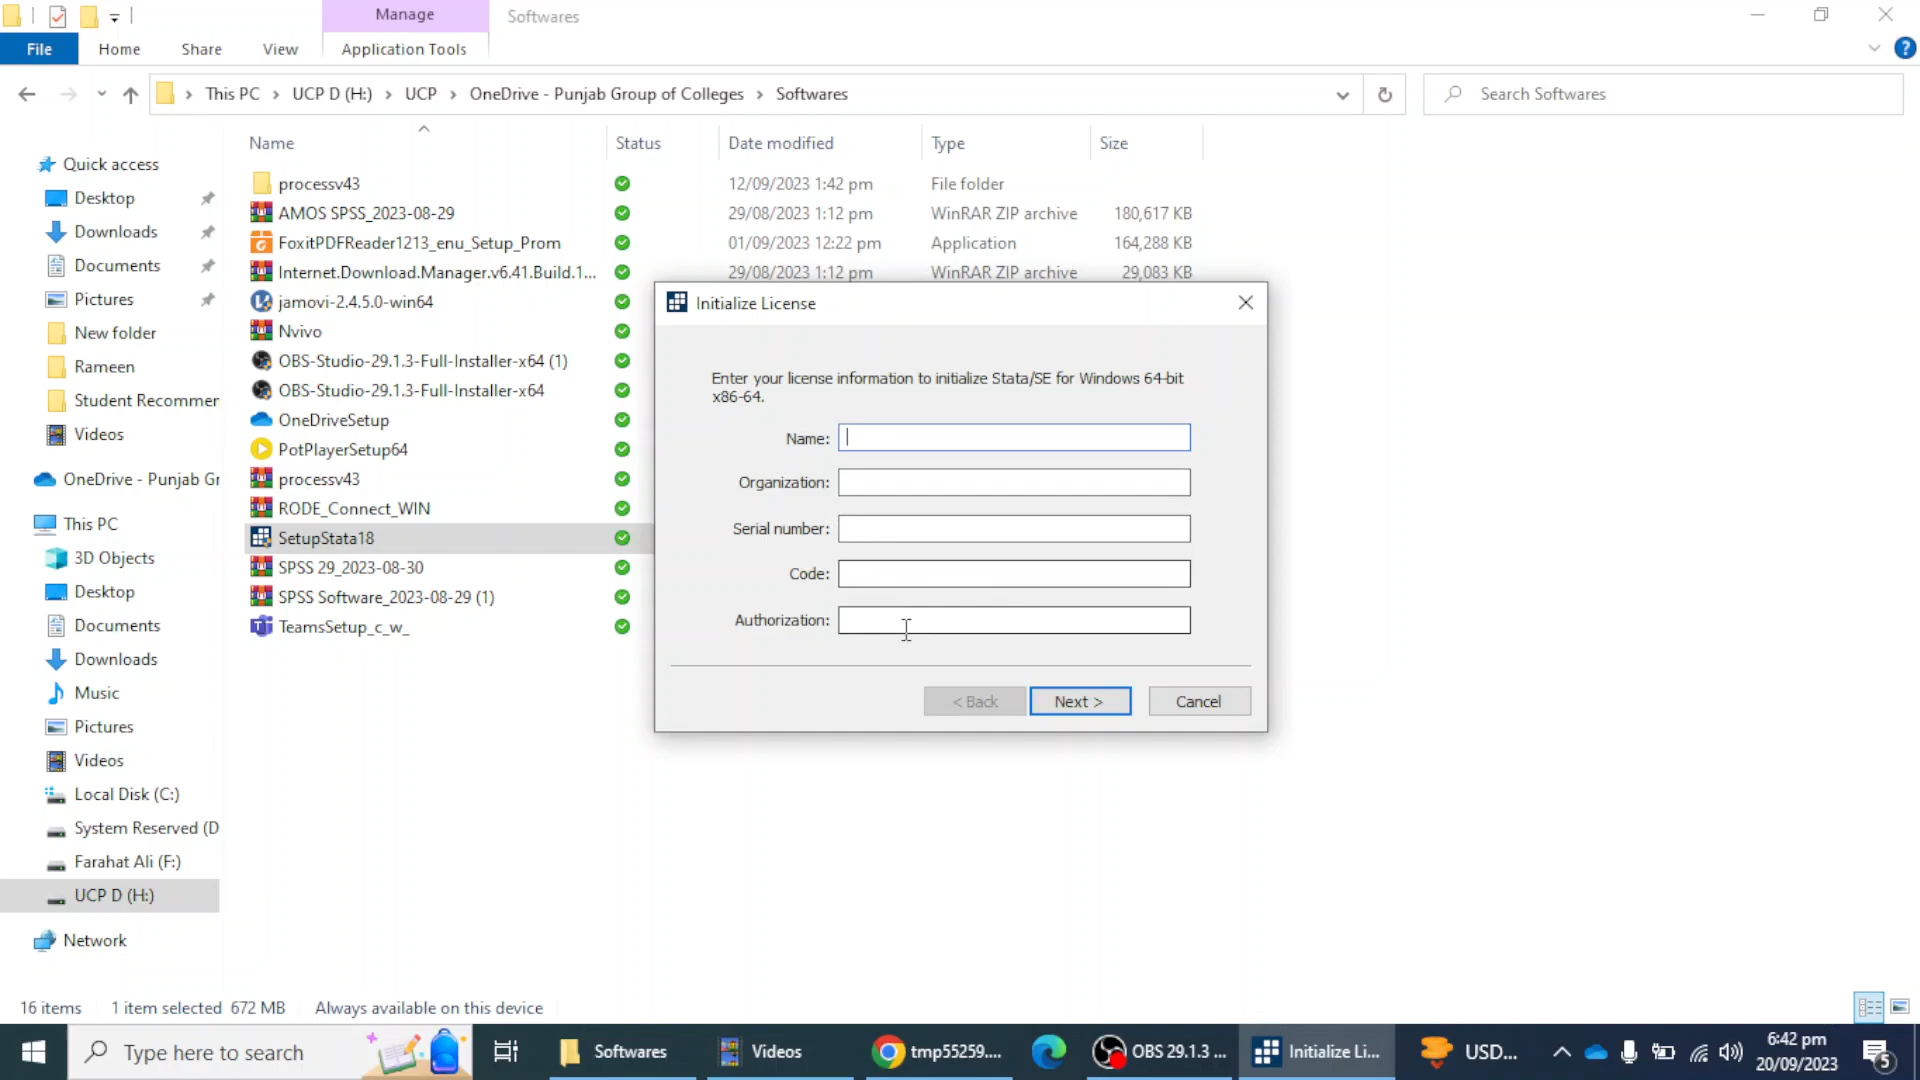 Manage
Softwares
File
Home
Share
View
Application Tools
This PC
UCP D (H:)
UCP
OneDrive - Punjab Group of Colleges
Softwares
Search Softwares
Name
Status
Date modified
Type
Size
Quick access
Desktop
Downloads
Documents
Pictures
New folder
Rameen
Student Recommen
Videos
OneDrive - Punjab Gr
This PC
3D Objects
Desktop
Documents
Downloads
Music
Pictures
Videos
Local Disk (C:)
System Reserved (D
Farahat Ali (F:)
UCP D (H:)
Network
processv43 12/09/2023 1:42 pm File folder
AMOS SPSS_2023-08-29 29/08/2023 1:12 pm WinRAR ZIP archive 180,617 KB
FoxitPDFReader1213_enu_Setup_Prom 01/09/2023 12:22 pm Application 164,288 KB
Internet.Download.Manager.v6.41.Build.1... 29/08/2023 1:12 pm WinRAR ZIP archive 29,083 KB
jamovi-2.4.5.0-win64
Nvivo
OBS-Studio-29.1.3-Full-Installer-x64 (1)
OBS-Studio-29.1.3-Full-Installer-x64
OneDriveSetup
PotPlayerSetup64
processv43
RODE_Connect_WIN
SetupStata18
SPSS 29_2023-08-30
SPSS Software_2023-08-29 (1)
TeamsSetup_c_w_
Initialize License
Enter your license information to initialize Stata/SE for Windows 64-bit
x86-64.
Name:
Organization:
Serial number:
Code:
Authorization:
< Back
Next >
Cancel
16 items
1 item selected 672 MB
Always available on this device
Type here to search
Softwares
Videos
tmp55259....
OBS 29.1.3 ...
Initialize Li...
USD...
6:42 pm
20/09/2023
5